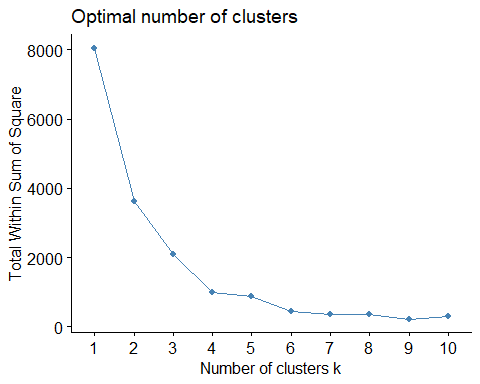 Optimal number of clusters
Total Within Sum of Square
8000
6000
4000
2000
0
1 2 3 4 5 6 7 8 9 10
Number of clusters k